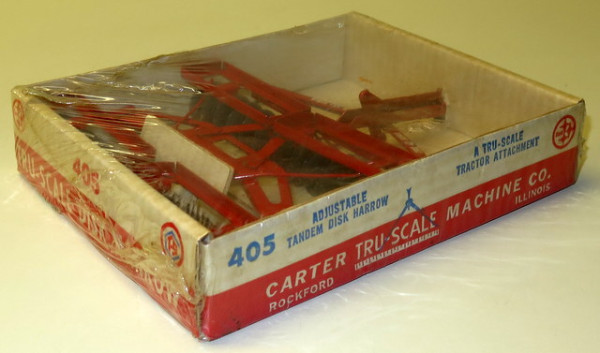 405
TRU-SCALE
405
ADJUSTABLE
TANDEM DISK HARROW
A TRU-SCALE
TRACTOR ATTACHMENT
CARTER TRU-SCALE MACHINE CO.
ROCKFORD ILLINOIS